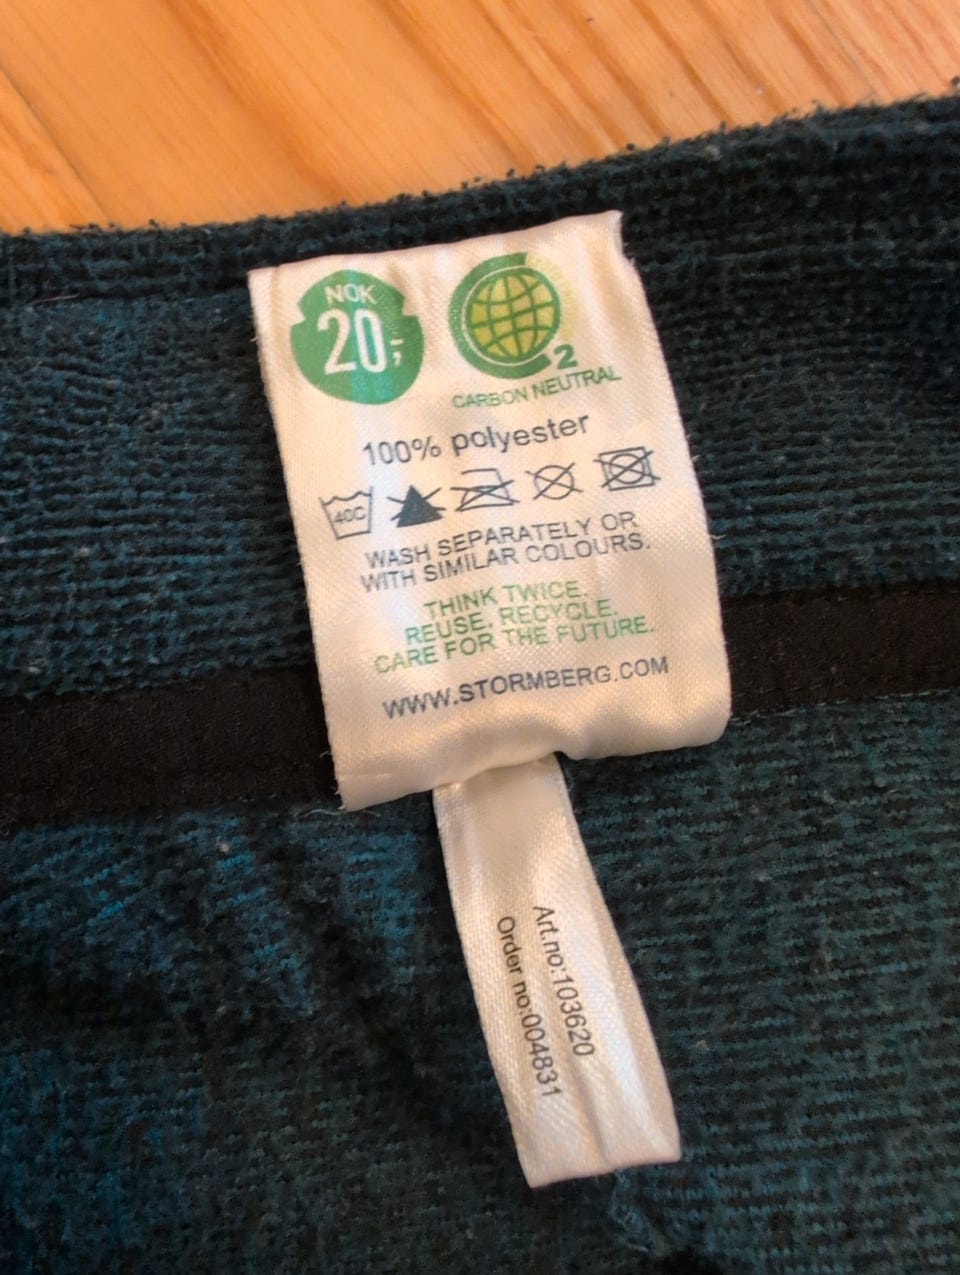 NOK
20,-
2
CARBON NEUTRAL
100% polyester
40C
WASH SEPARATELY OR
WITH SIMILAR COLOURS.
THINK TWICE.
REUSE. RECYCLE.
CARE FOR THE FUTURE.
WWW.STORMBERG.COM
Art.no:103620
Order no:004831